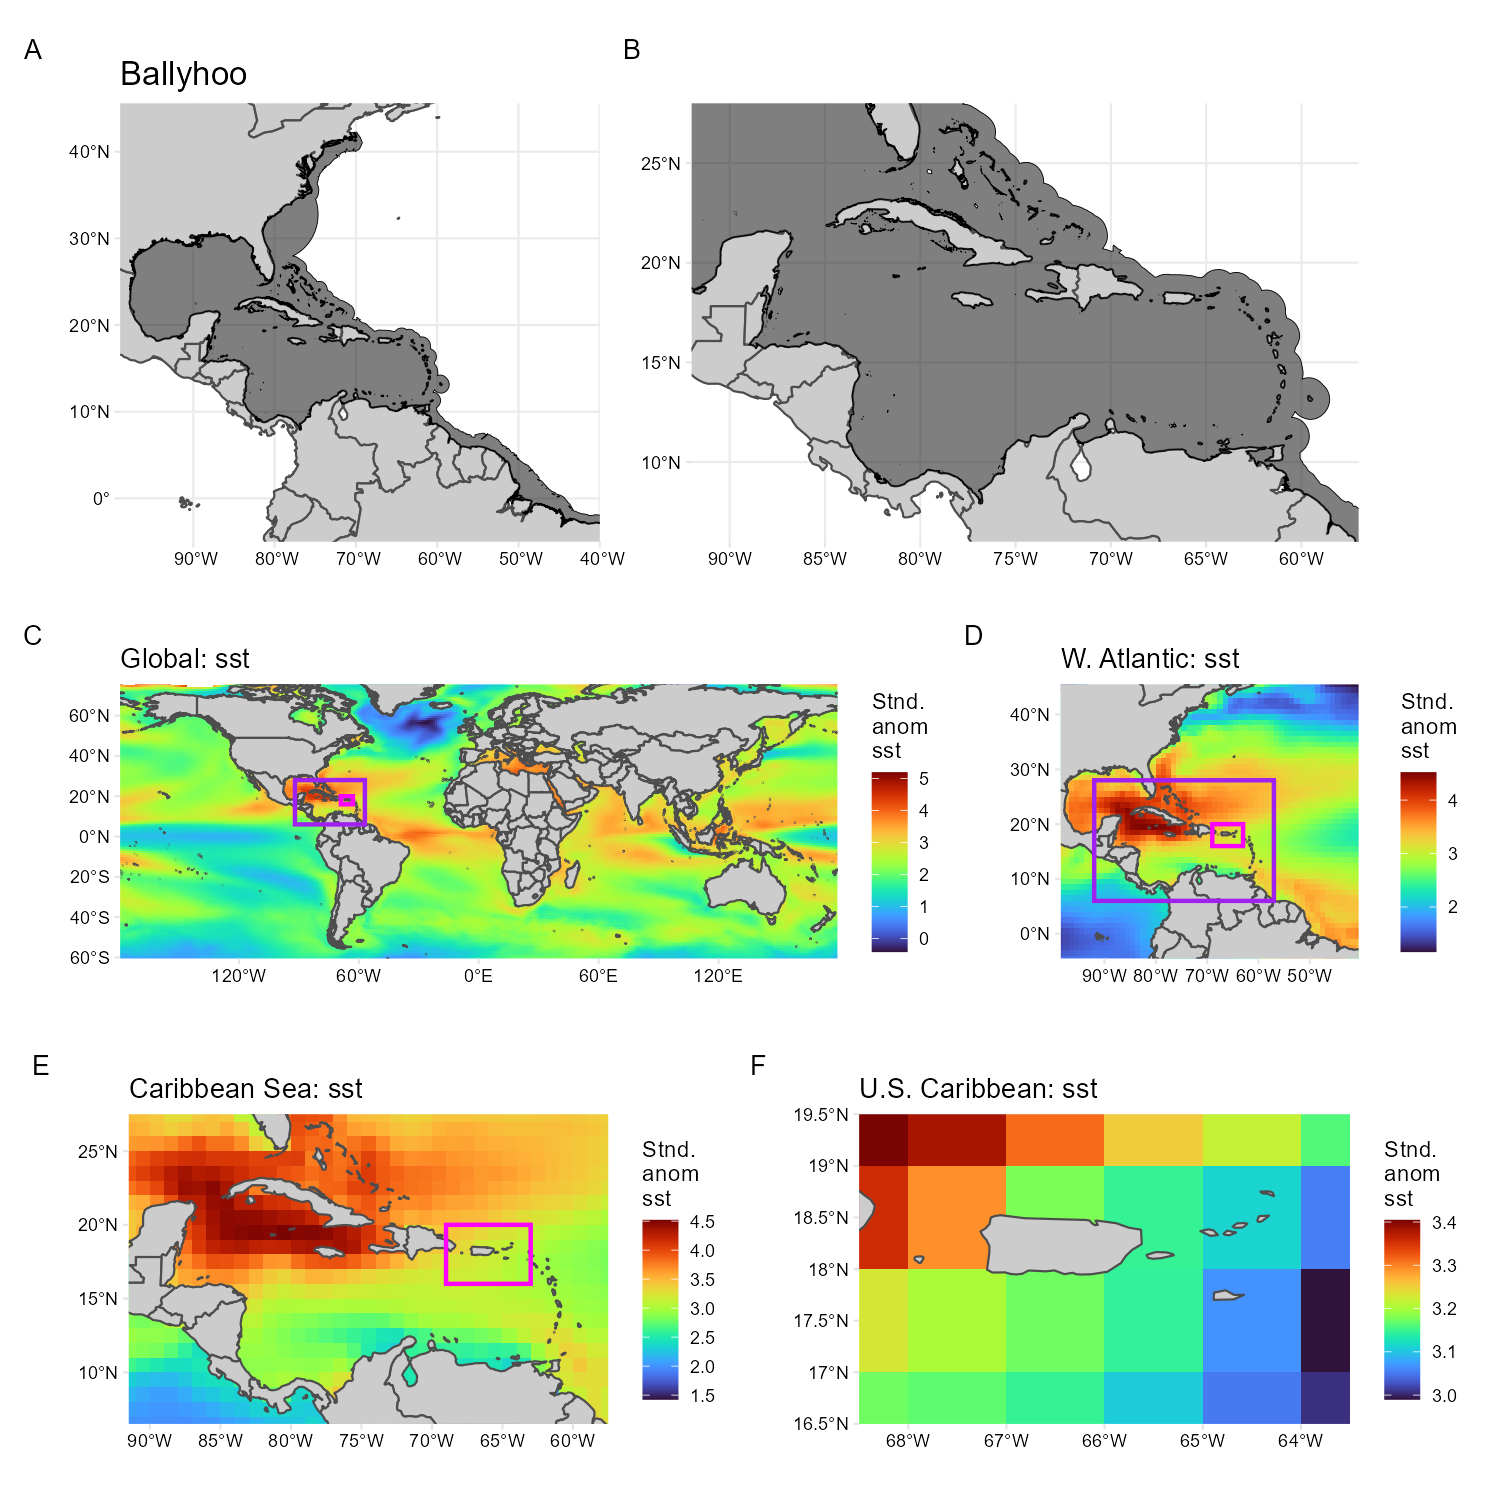 A
B
Ballyhoo
40°N
30°N
20°N
10°N
0°
90°W 80°W 70°W 60°W 50°W 40°W
25°N
20°N
15°N
10°N
90°W 85°W 80°W 75°W 70°W 65°W 60°W
C
D
Global: sst
60°N
40°N
20°N
0°N
20°S
40°S
60°S
120°W 60°W 0°E 60°E 120°E
Stnd.
anom
sst
5
4
3
2
1
0
W. Atlantic: sst
40°N
30°N
20°N
10°N
0°N
90°W 80°W 70°W 60°W 50°W
Stnd.
anom
sst
4
3
2
E
F
Caribbean Sea: sst
25°N
20°N
15°N
10°N
90°W 85°W 80°W 75°W 70°W 65°W 60°W
Stnd.
anom
sst
4.5
4.0
3.5
3.0
2.5
2.0
1.5
U.S. Caribbean: sst
19.5°N
19°N
18.5°N
18°N
17.5°N
17°N
16.5°N
68°W 67°W 66°W 65°W 64°W
Stnd.
anom
sst
3.4
3.3
3.2
3.1
3.0